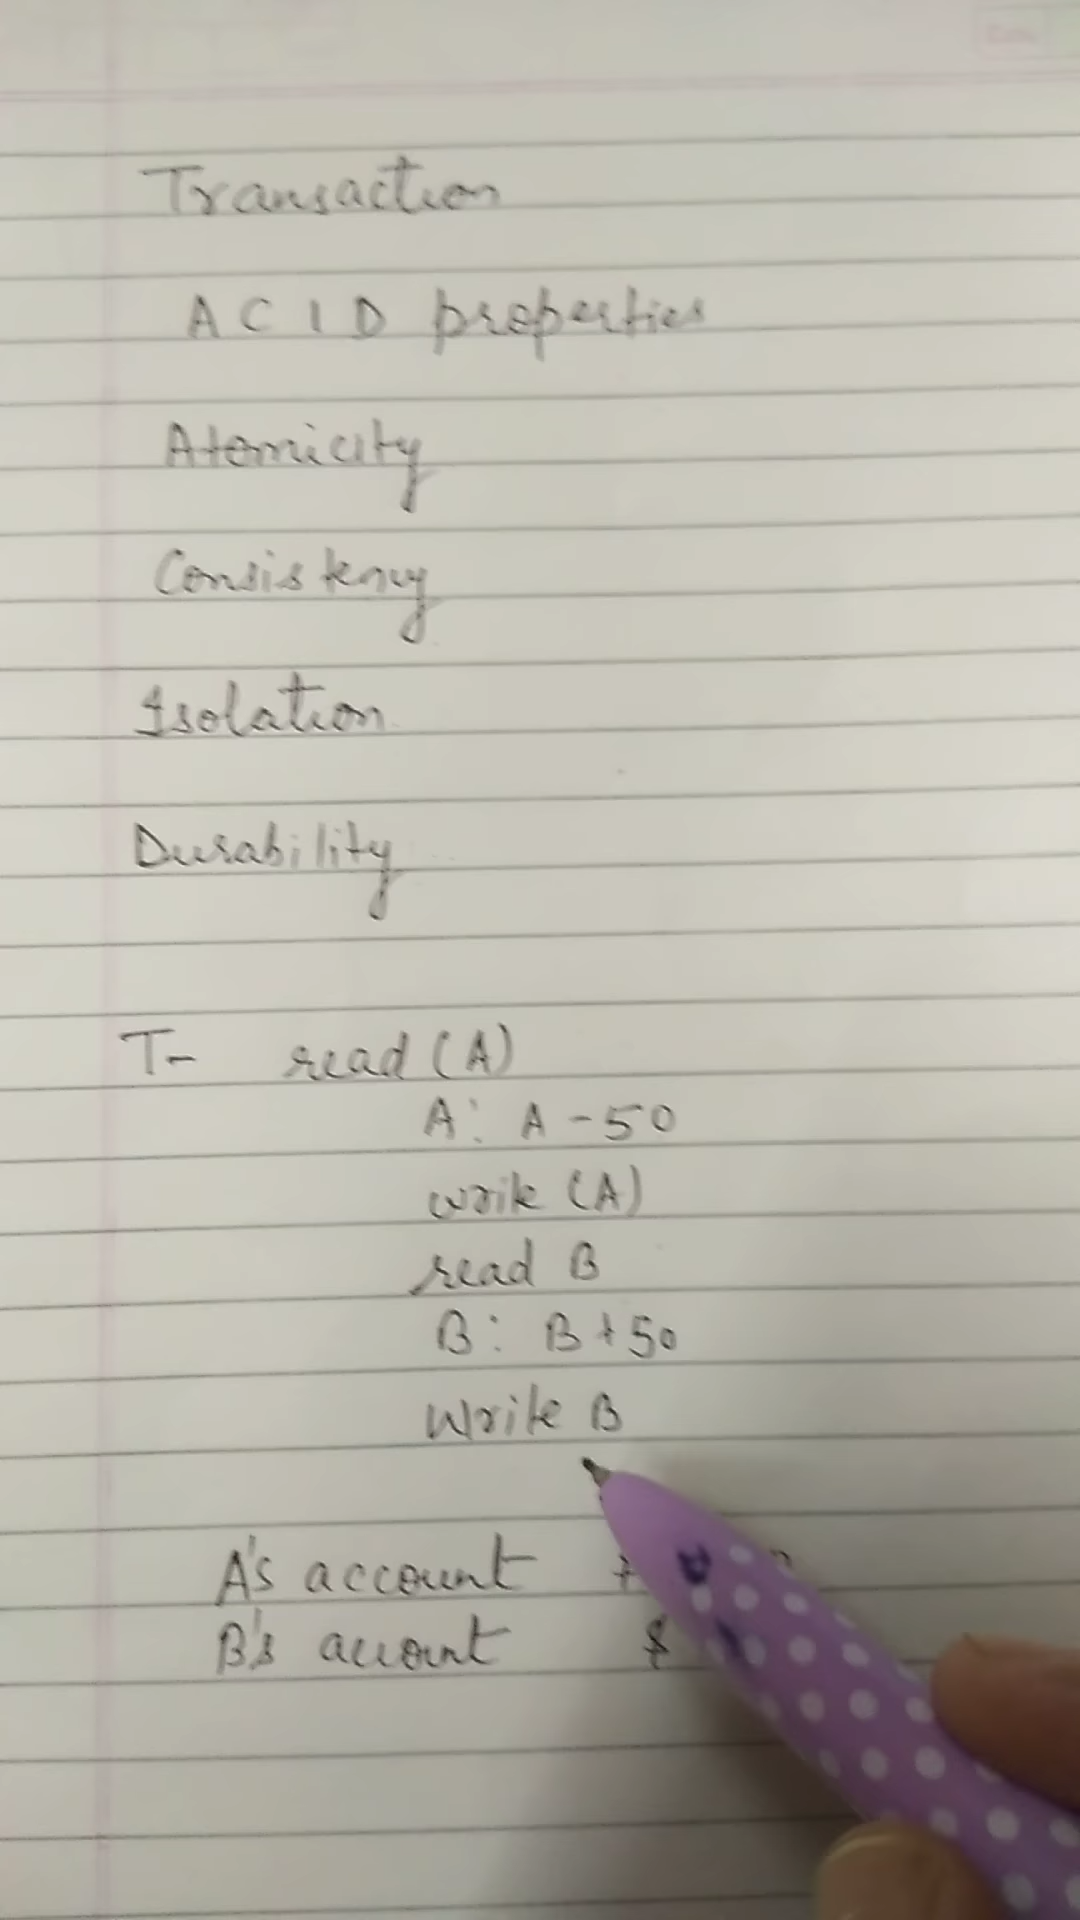 Transaction
ACID properties
Atomicity
Consistency
Isolation
Durability
T- read (A)
A: A - 50
write (A)
read B
B: B + 50
Write B
A's account
B's account $